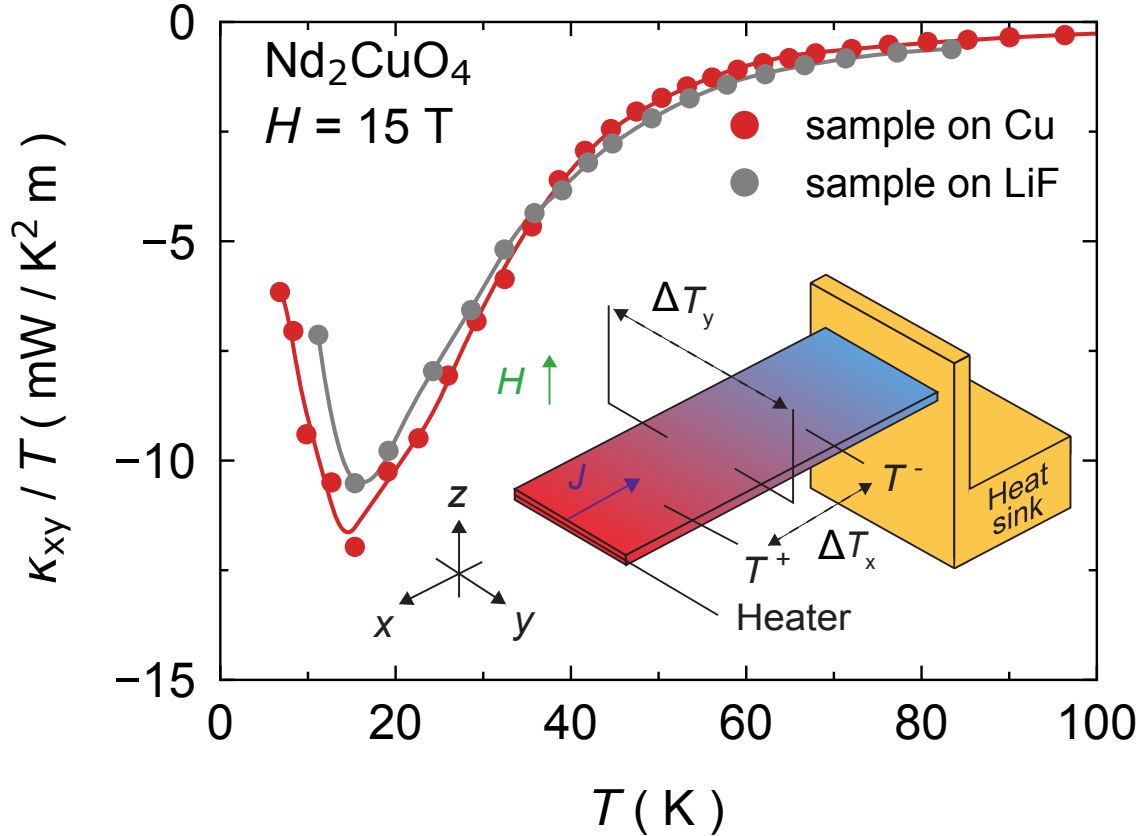 Nd₂CuO₄
H = 15 T
sample on Cu
sample on LiF
κxy / T ( mW / K² m )
0
−5
−10
−15
ΔTy
H
J
T⁻
Heat
sink
ΔTx
T⁺
Heater
z
x
y
0
20
40
60
80
100
T ( K )